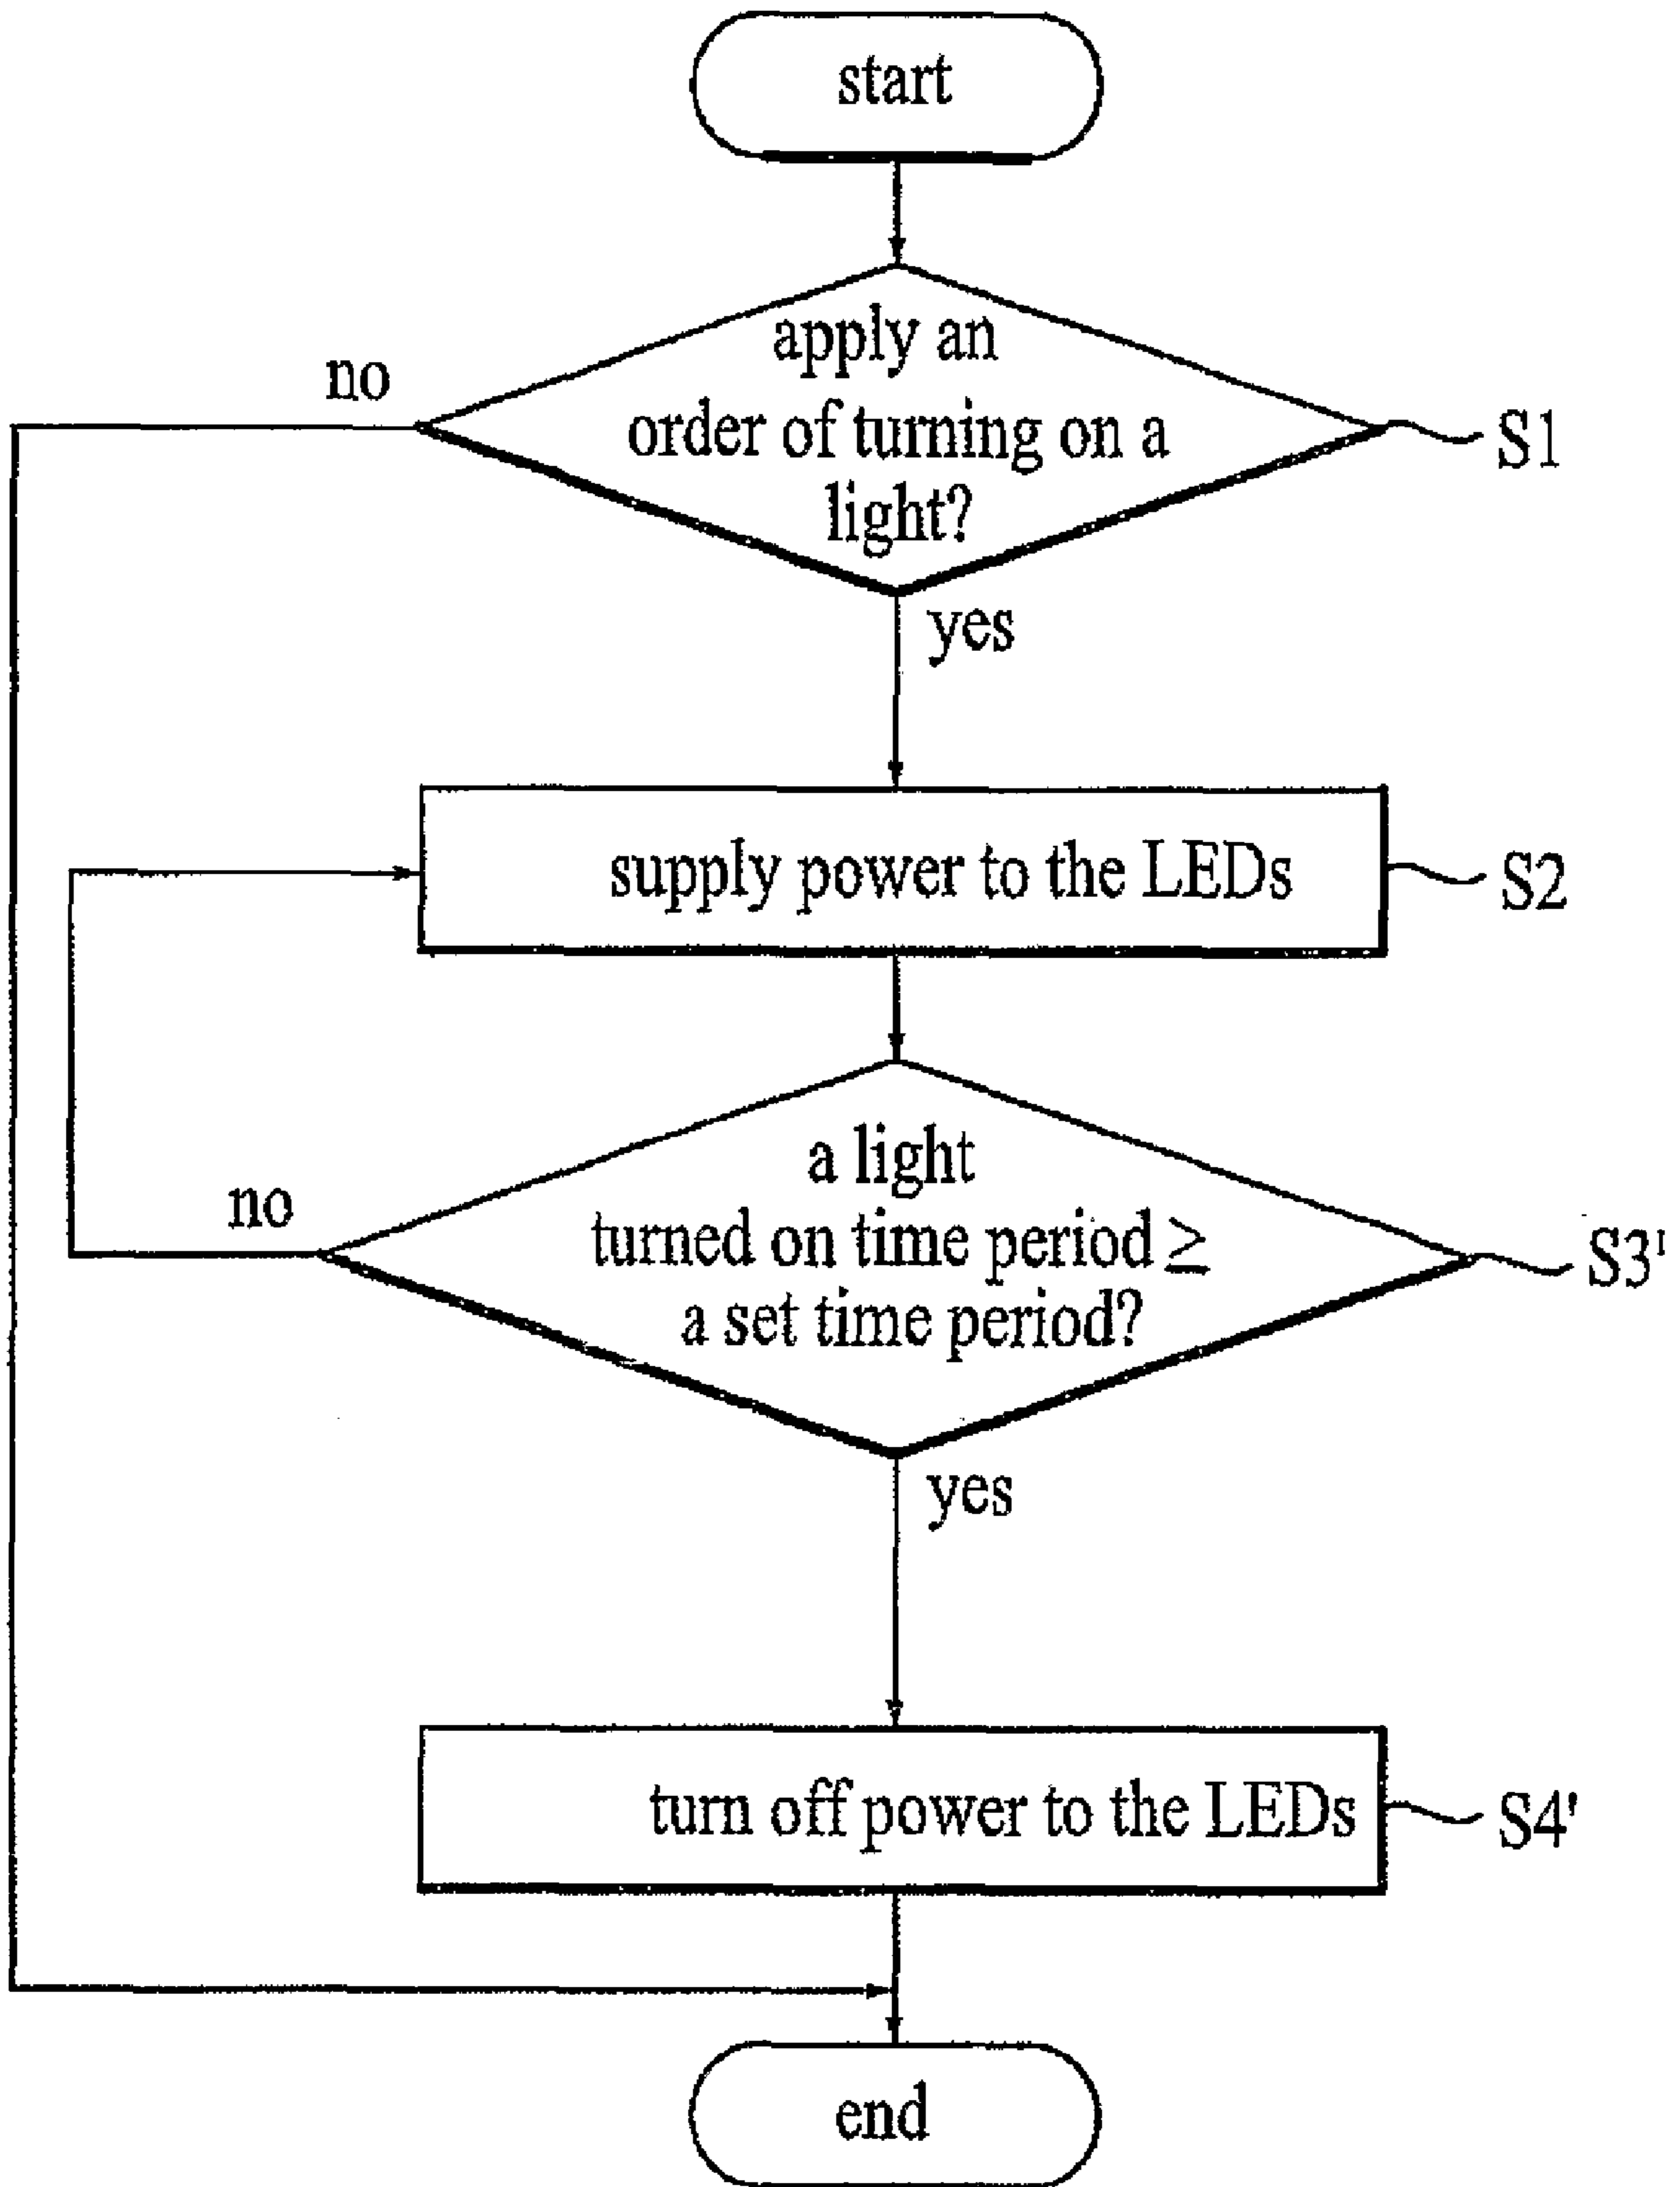 start
apply an
no
order of turning on a
S1
light?
yes
supply power to the LEDs
S2
a light
no
turned on time period ≥
S3'
a set time period?
yes
turn off power to the LEDs
S4'
end